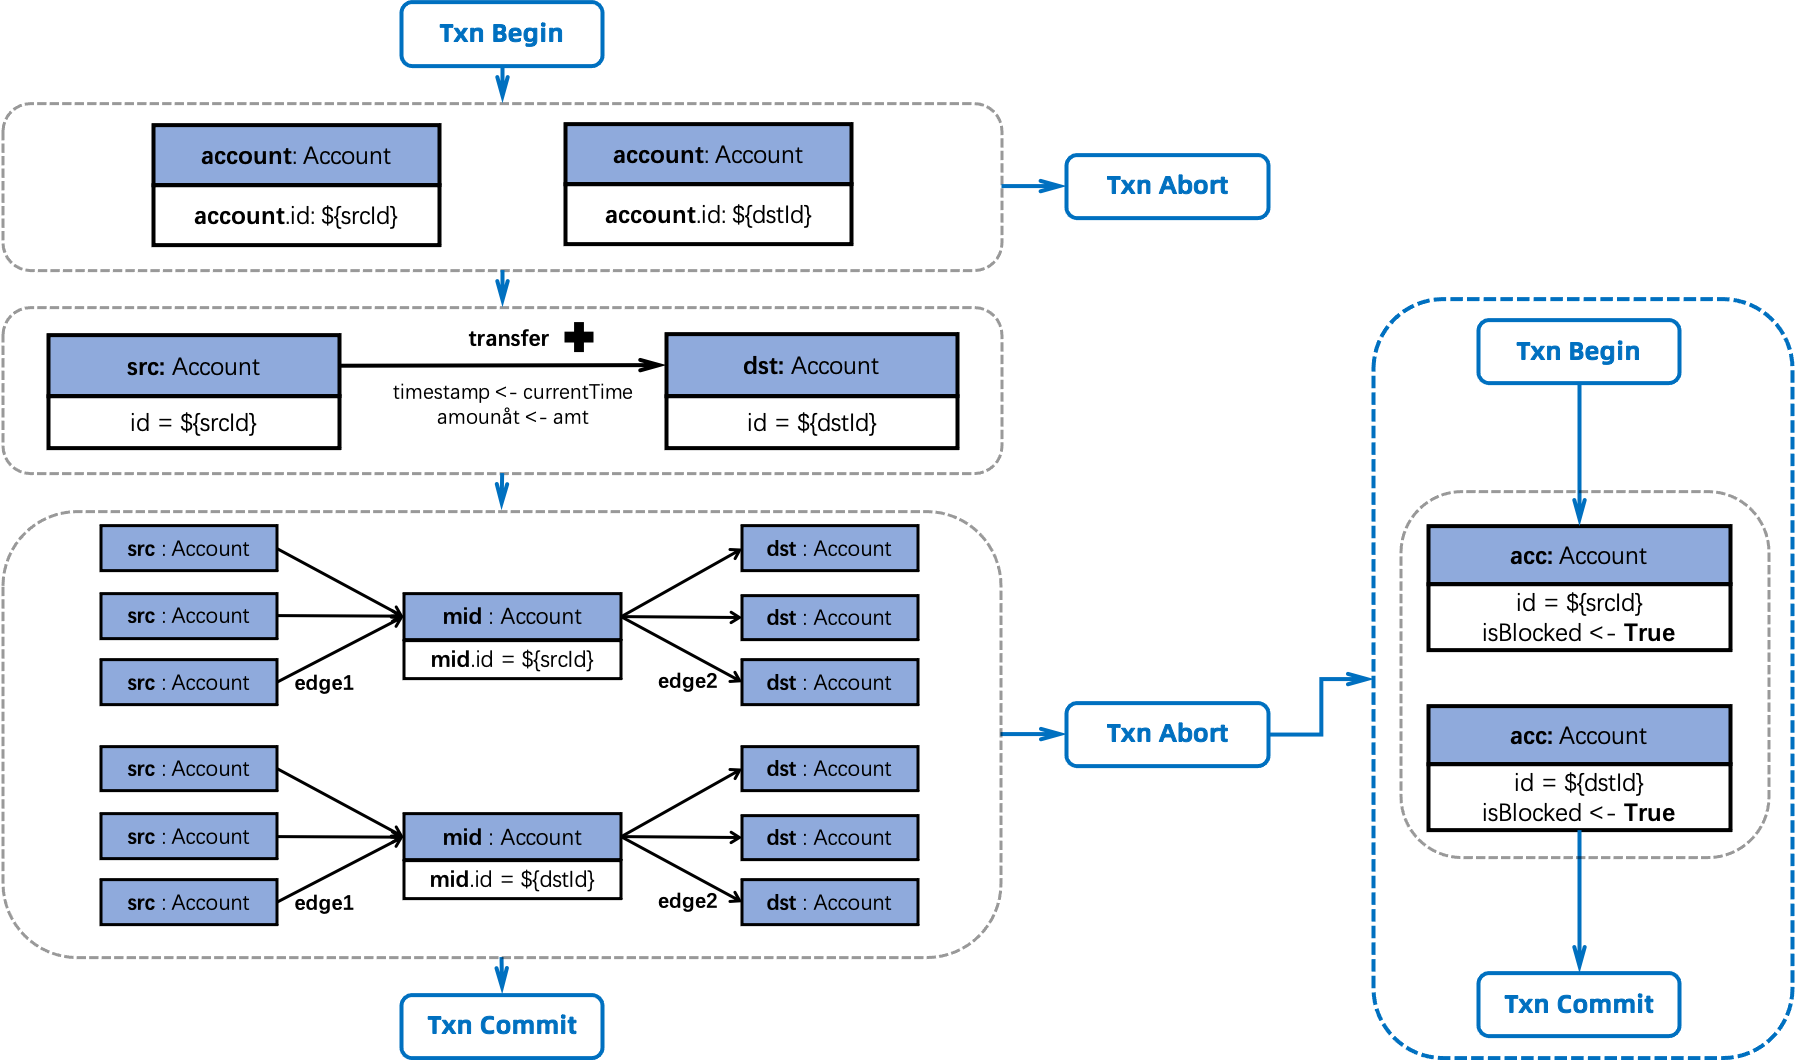 Txn Begin
account: Account
account.id: ${srcId}
account: Account
account.id: ${dstId}
Txn Abort
transfer
src: Account
id = ${srcId}
timestamp <- currentTime
amounåt <- amt
dst: Account
id = ${dstId}
src : Account
src : Account
src : Account
edge1
mid : Account
mid.id = ${srcId}
edge2
dst : Account
dst : Account
dst : Account
src : Account
src : Account
src : Account
edge1
mid : Account
mid.id = ${dstId}
edge2
dst : Account
dst : Account
dst : Account
Txn Commit
Txn Abort
Txn Begin
acc: Account
id = ${srcId}
isBlocked <- True
acc: Account
id = ${dstId}
isBlocked <- True
Txn Commit